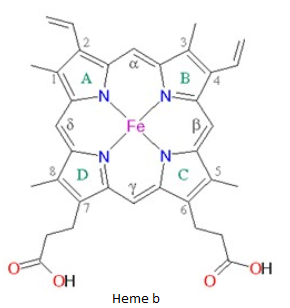 2 3
α
1 A B 4
N N
δ Fe β
N N
8 D C 5
γ
7 6
O O
OH OH
Heme b